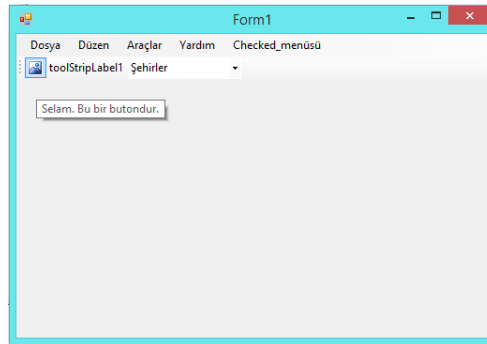 Form1
Dosya Düzen Araçlar Yardım Checked_menüsü
toolStripLabel1 Şehirler
Selam. Bu bir butondur.